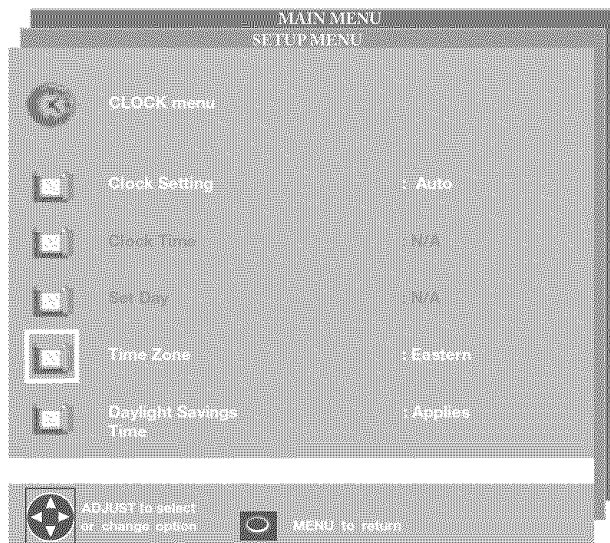 MAIN MENU
SETUP MENU
CLOCK menu
Clock Setting : Auto
Clock Time : N/A
Set Day : N/A
Time Zone : Eastern
Daylight Savings : Applies
Time
ADJUST to select
or change option
MENU to return